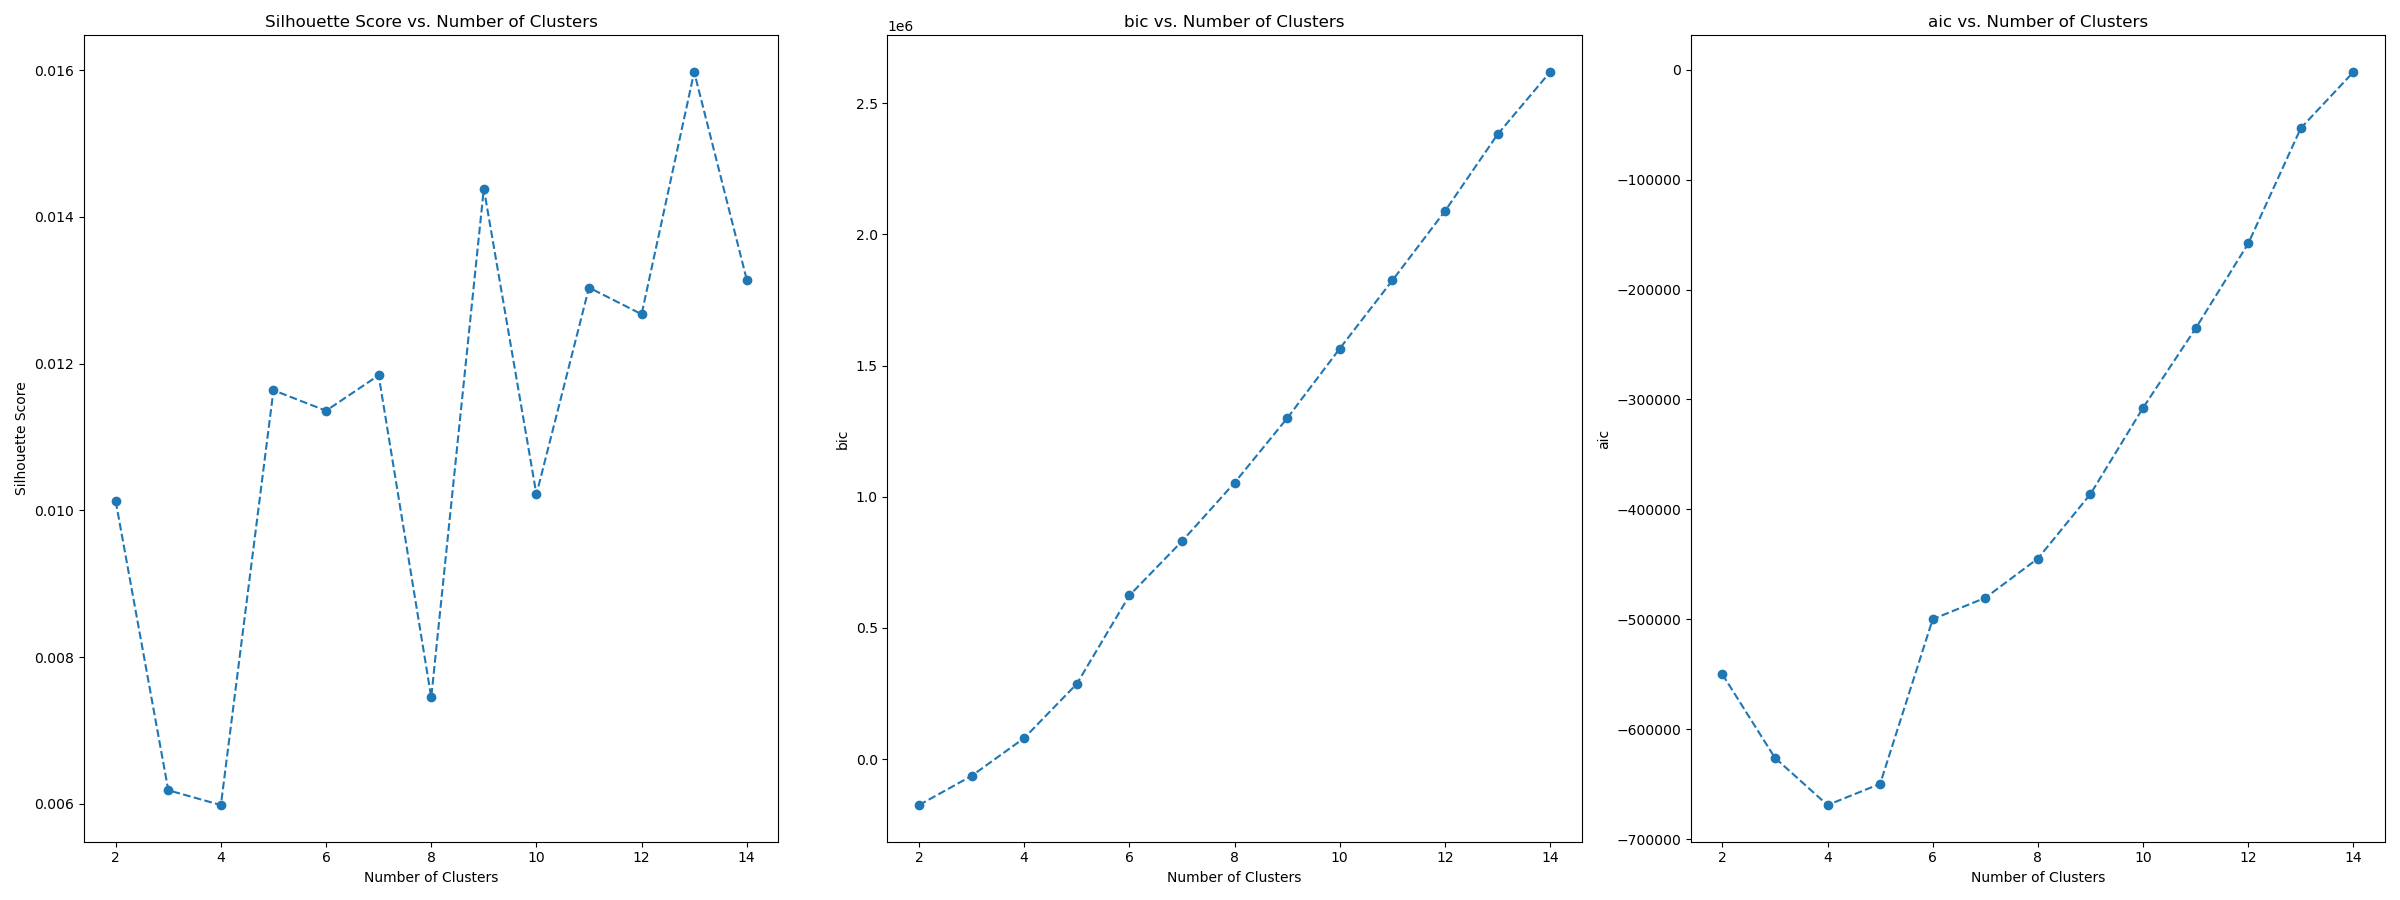 Silhouette Score vs. Number of Clusters
0.016
0.014
0.012
0.010
0.008
0.006
Silhouette Score
2 4 6 8 10 12 14
Number of Clusters
bic vs. Number of Clusters
1e6
2.5
2.0
1.5
1.0
0.5
0.0
bic
2 4 6 8 10 12 14
Number of Clusters
aic vs. Number of Clusters
0
−100000
−200000
−300000
−400000
−500000
−600000
−700000
aic
2 4 6 8 10 12 14
Number of Clusters